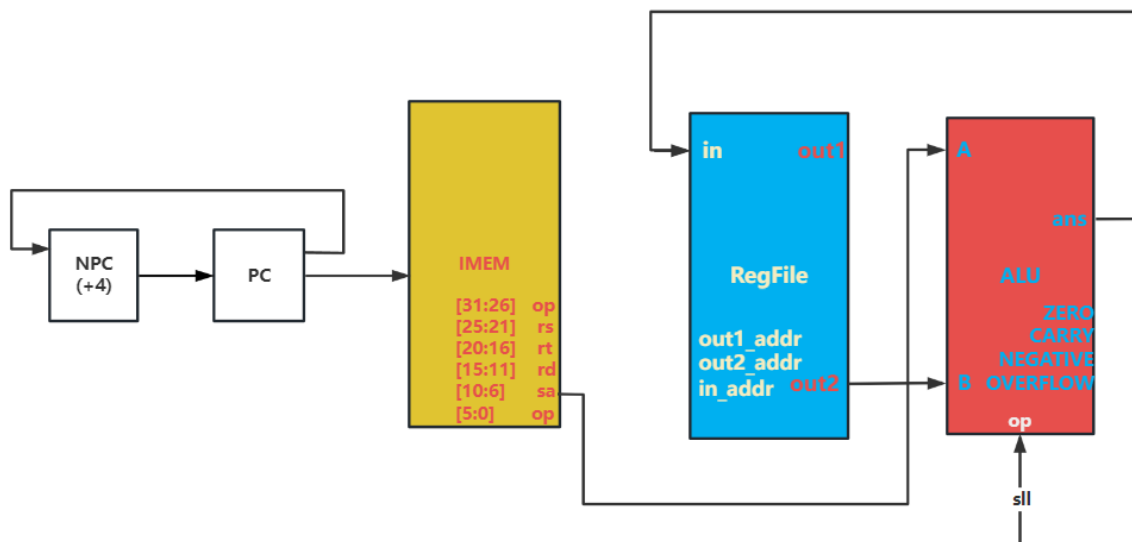 NPC
(+4)
PC
IMEM
[31:26] op
[25:21] rs
[20:16] rt
[15:11] rd
[10:6] sa
[5:0] op
in out1
RegFile
out1_addr
out2_addr
in_addr out2
A
ans
ALU
ZERO
CARRY
NEGATIVE
B OVERFLOW
op
sll